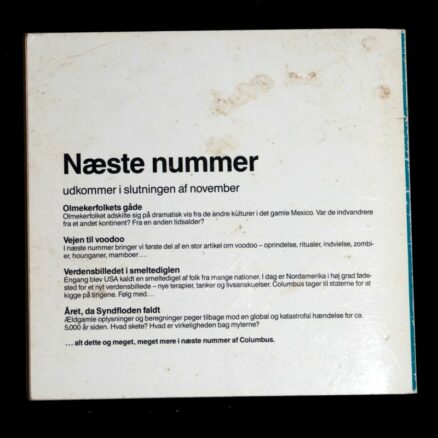 Næste nummer
udkommer i slutningen af november
Olmekerfolkets gåde
Olmekerfolket adskilte sig på dramatisk vis fra de andre kulturer i det gamle Mexico. Var de indvandrere
fra et andet kontinent? Fra en anden tidsalder?
Vejen til voodoo
I næste nummer bringer vi første del af en stor artikel om voodoo – oprindelse, ritualer, indvielse, zombi-
er, hounganer, mamboer…
Verdensbilledet i smeltediglen
Engang blev USA kaldt en smeltedigel af folk fra mange nationer. I dag er Nordamerika i høj grad føde-
sted for et nyt verdensbillede – nye terapier, tanker og livsanskuelser. Columbus tager til staterne for at
kigge på tingene. Følg med…
Året, da Syndfloden faldt
Ældgamle oplysninger og beregninger peger tilbage mod en global og katastrofal hændelse for ca.
5.000 år siden. Hvad skete? Hvad er virkeligheden bag myterne?
… alt dette og meget, meget mere i næste nummer af Columbus.